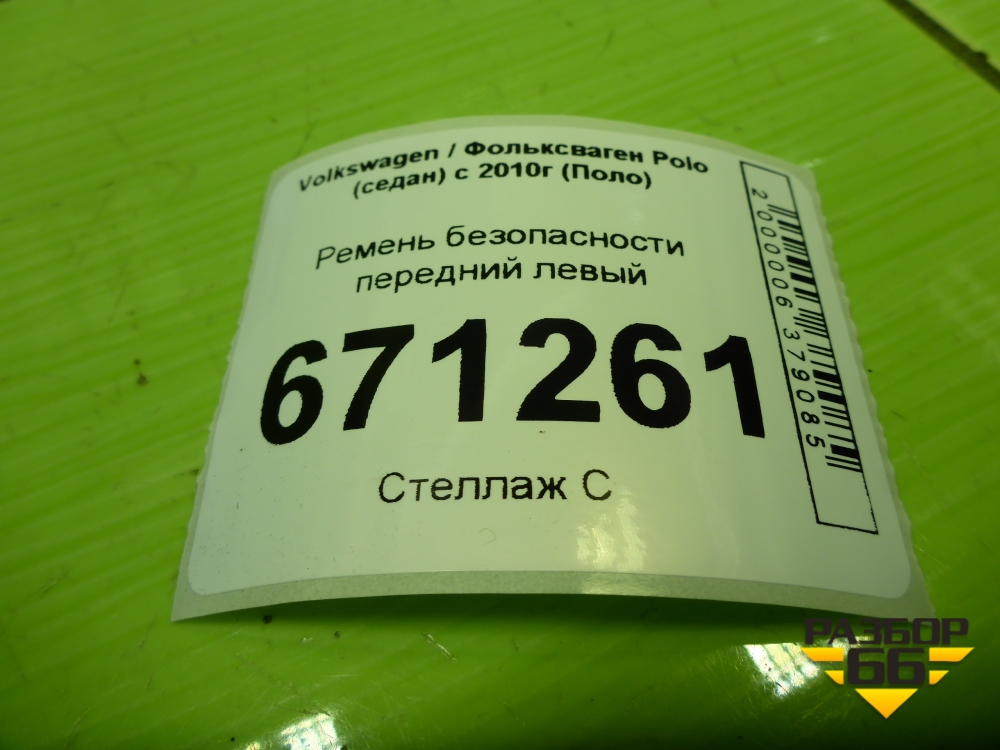 Volkswagen / Фольксваген Polo
(седан) с 2010г (Поло)
Ремень безопасности
передний левый
671261
Стеллаж С
2000006379085
РАЗБОР
66